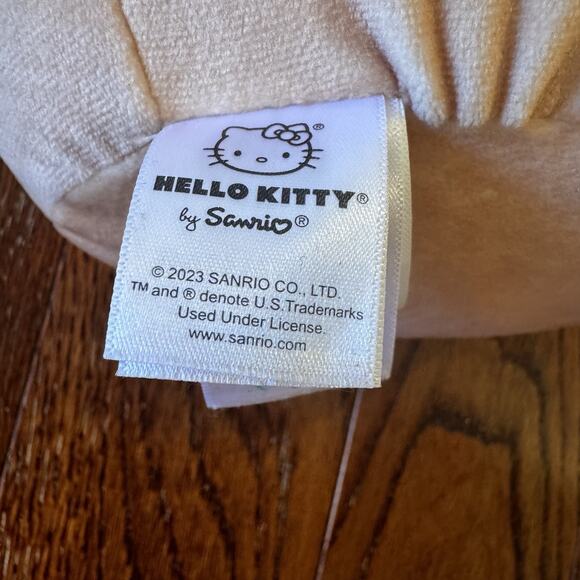 ®
HELLO KITTY®
by Sanrio®
© 2023 SANRIO CO., LTD.
TM and ® denote U.S.Trademarks
Used Under License.
www.sanrio.com